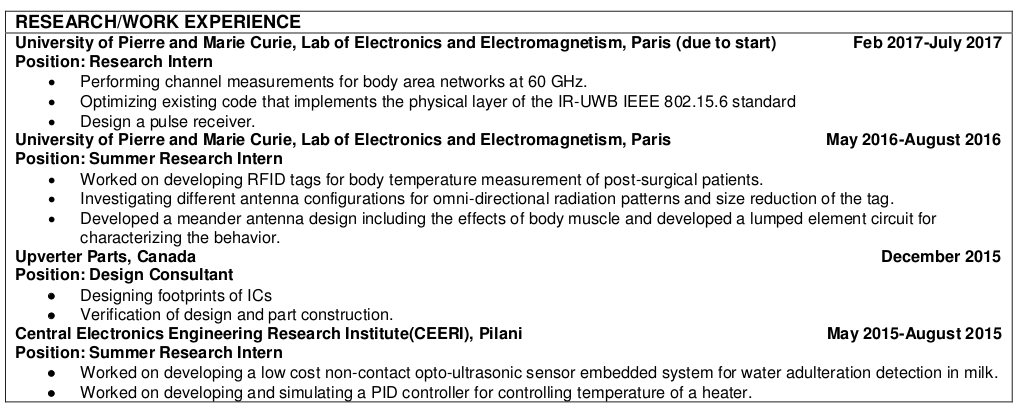 RESEARCH/WORK EXPERIENCE
University of Pierre and Marie Curie, Lab of Electronics and Electromagnetism, Paris (due to start) Feb 2017-July 2017
Position: Research Intern
• Performing channel measurements for body area networks at 60 GHz.
• Optimizing existing code that implements the physical layer of the IR-UWB IEEE 802.15.6 standard
• Design a pulse receiver.
University of Pierre and Marie Curie, Lab of Electronics and Electromagnetism, Paris May 2016-August 2016
Position: Summer Research Intern
• Worked on developing RFID tags for body temperature measurement of post-surgical patients.
• Investigating different antenna configurations for omni-directional radiation patterns and size reduction of the tag.
• Developed a meander antenna design including the effects of body muscle and developed a lumped element circuit for
characterizing the behavior.
Upverter Parts, Canada December 2015
Position: Design Consultant
• Designing footprints of ICs
• Verification of design and part construction.
Central Electronics Engineering Research Institute(CEERI), Pilani May 2015-August 2015
Position: Summer Research Intern
• Worked on developing a low cost non-contact opto-ultrasonic sensor embedded system for water adulteration detection in milk.
• Worked on developing and simulating a PID controller for controlling temperature of a heater.